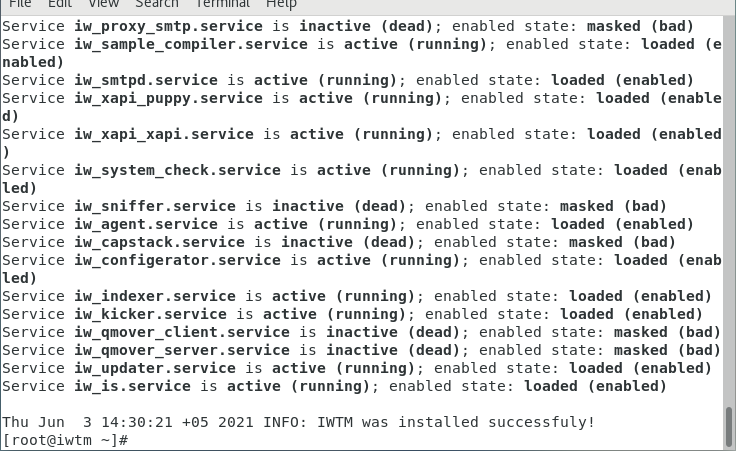 File Edit View Search Terminal Help
Service iw_proxy_smtp.service is inactive (dead); enabled state: masked (bad)
Service iw_sample_compiler.service is active (running); enabled state: loaded (e
nabled)
Service iw_smtpd.service is active (running); enabled state: loaded (enabled)
Service iw_xapi_puppy.service is active (running); enabled state: loaded (enable
d)
Service iw_xapi_xapi.service is active (running); enabled state: loaded (enabled
)
Service iw_system_check.service is active (running); enabled state: loaded (enab
led)
Service iw_sniffer.service is inactive (dead); enabled state: masked (bad)
Service iw_agent.service is active (running); enabled state: loaded (enabled)
Service iw_capstack.service is inactive (dead); enabled state: masked (bad)
Service iw_configerator.service is active (running); enabled state: loaded (enab
led)
Service iw_indexer.service is active (running); enabled state: loaded (enabled)
Service iw_kicker.service is active (running); enabled state: loaded (enabled)
Service iw_qmover_client.service is inactive (dead); enabled state: masked (bad)
Service iw_qmover_server.service is inactive (dead); enabled state: masked (bad)
Service iw_updater.service is active (running); enabled state: loaded (enabled)
Service iw_is.service is active (running); enabled state: loaded (enabled)
Thu Jun  3 14:30:21 +05 2021 INFO: IWTM was installed successfuly!
[root@iwtm ~]#